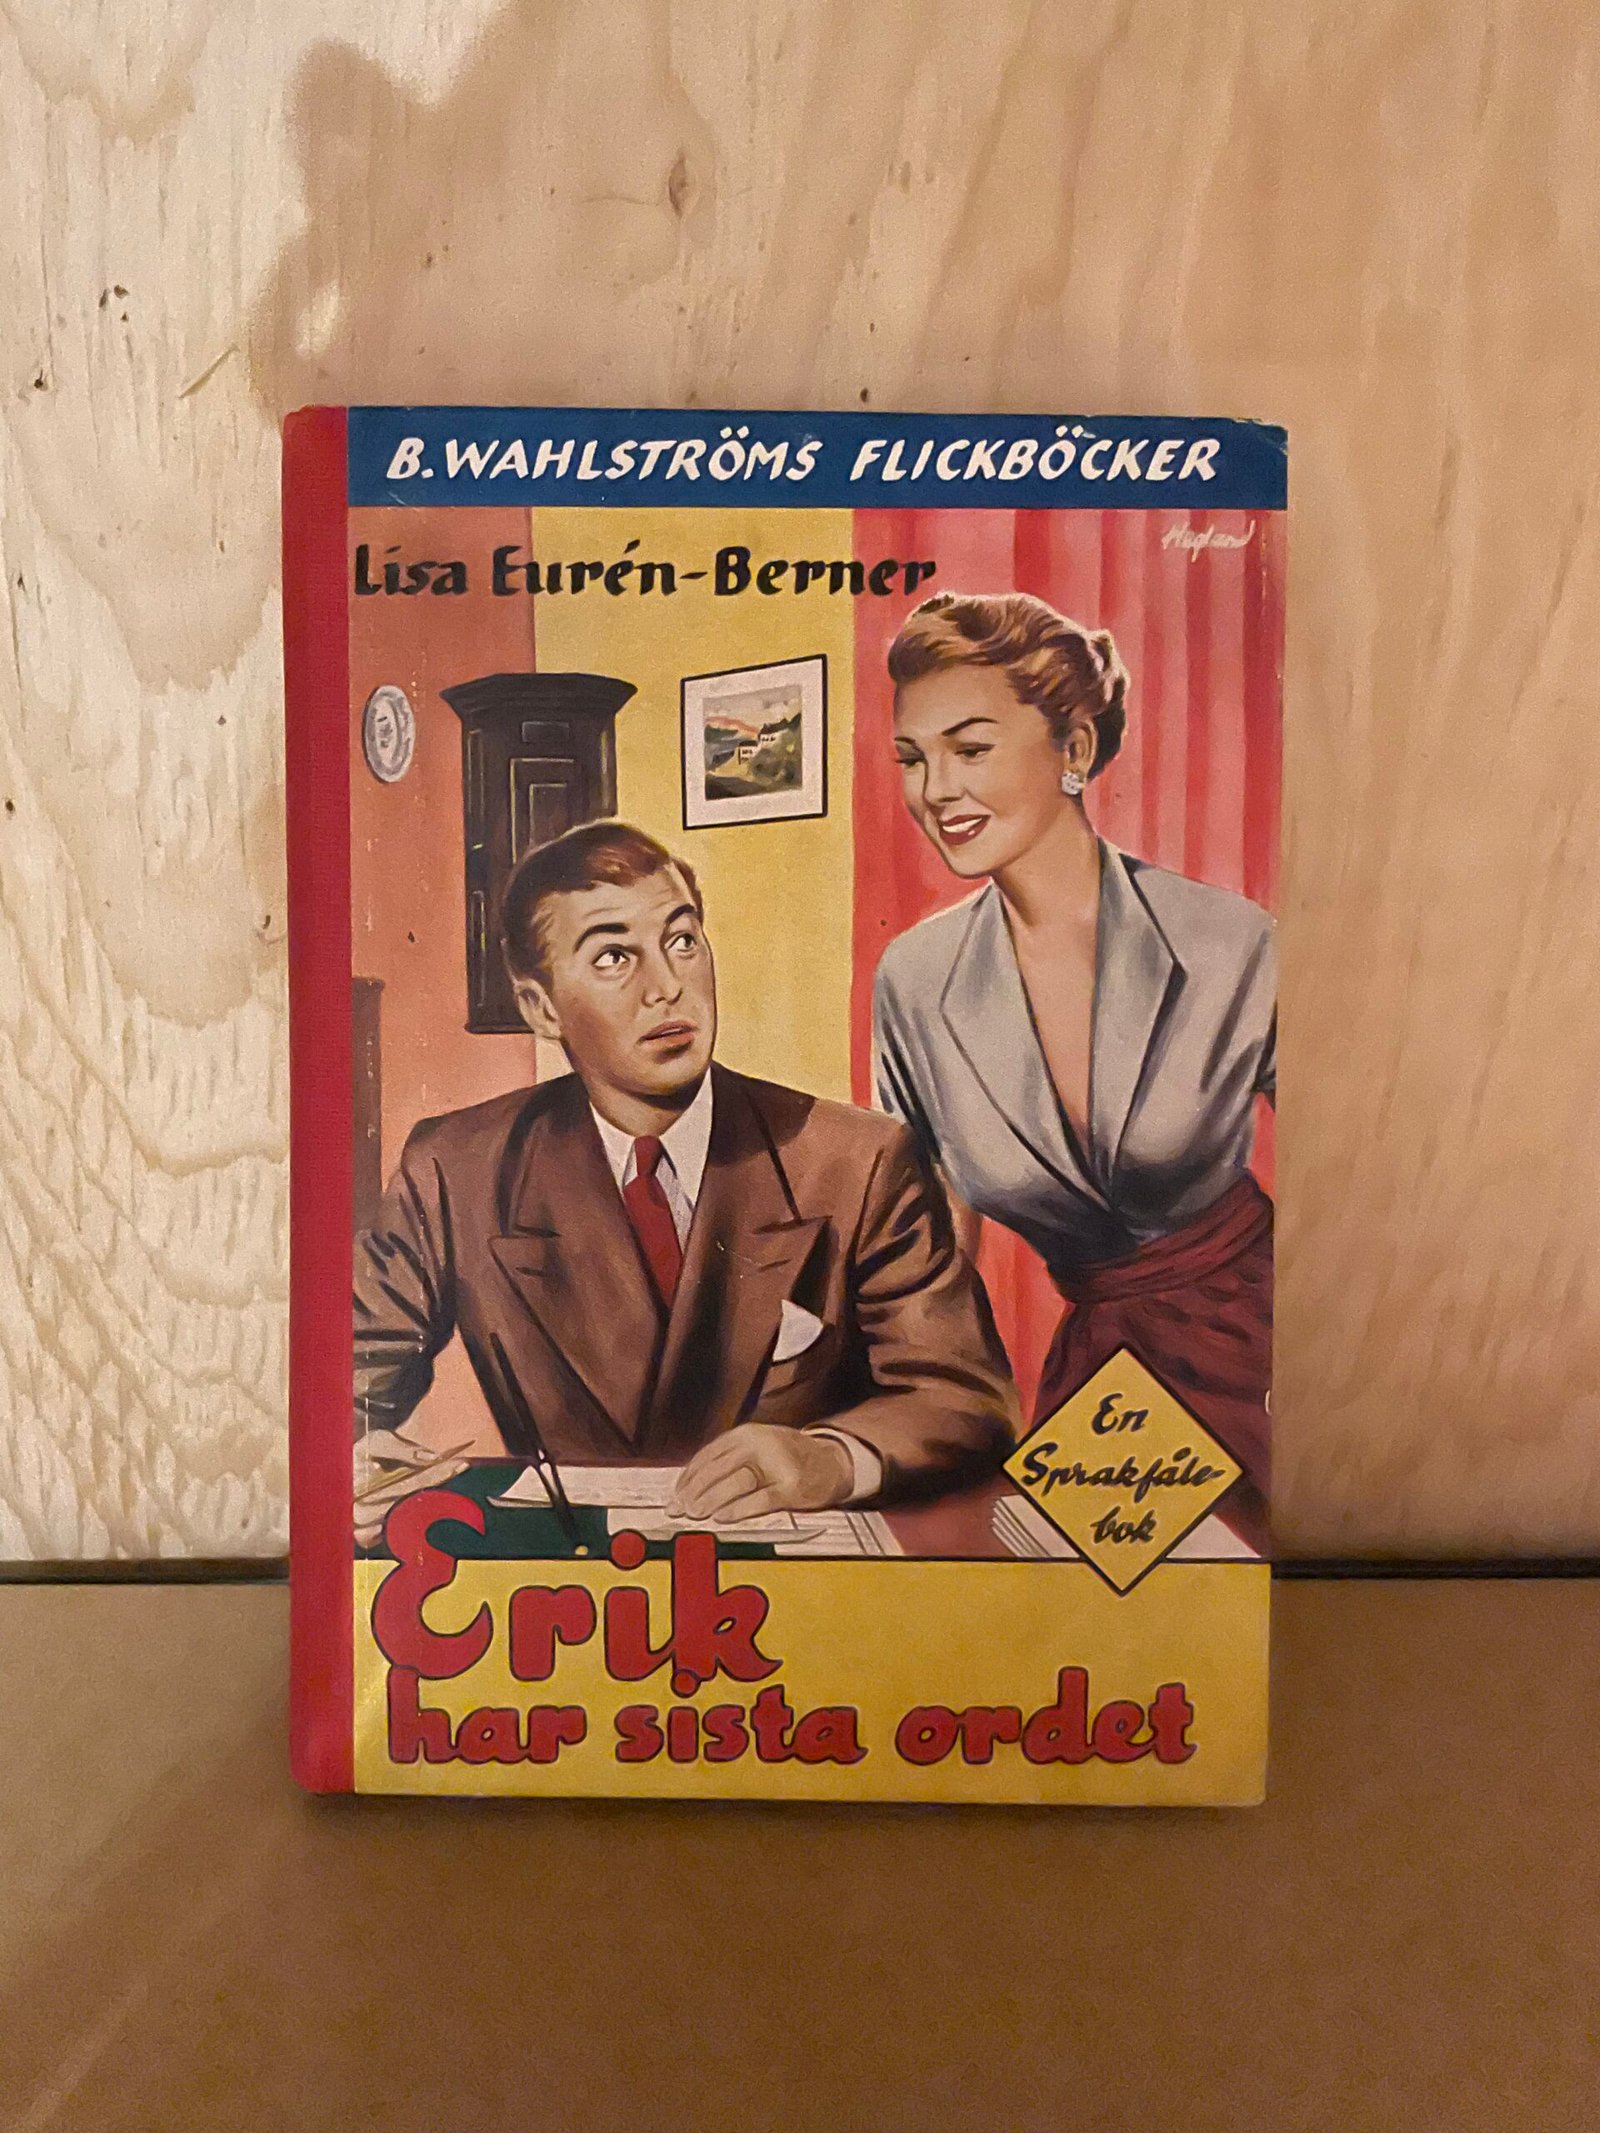 B. WAHLSTRÖMS FLICKBÖCKER
Lisa Eurén-Berner
En
Sprakfåle-
bok
Erik
har sista ordet